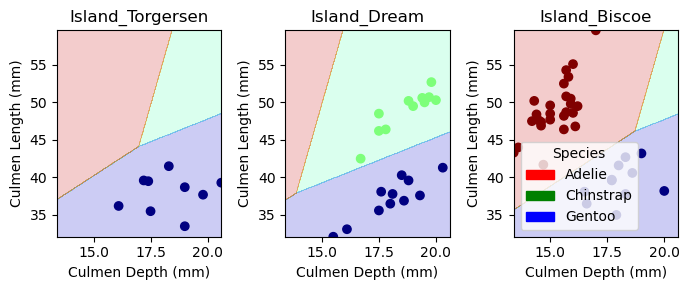 Island_Torgersen
Island_Dream
Island_Biscoe
Culmen Length (mm)
55
50
45
40
35
15.0
17.5
20.0
Culmen Depth (mm)
Culmen Length (mm)
55
50
45
40
35
15.0
17.5
20.0
Culmen Depth (mm)
Culmen Length (mm)
55
50
45
40
35
15.0
17.5
20.0
Culmen Depth (mm)
Species
Adelie
Chinstrap
Gentoo